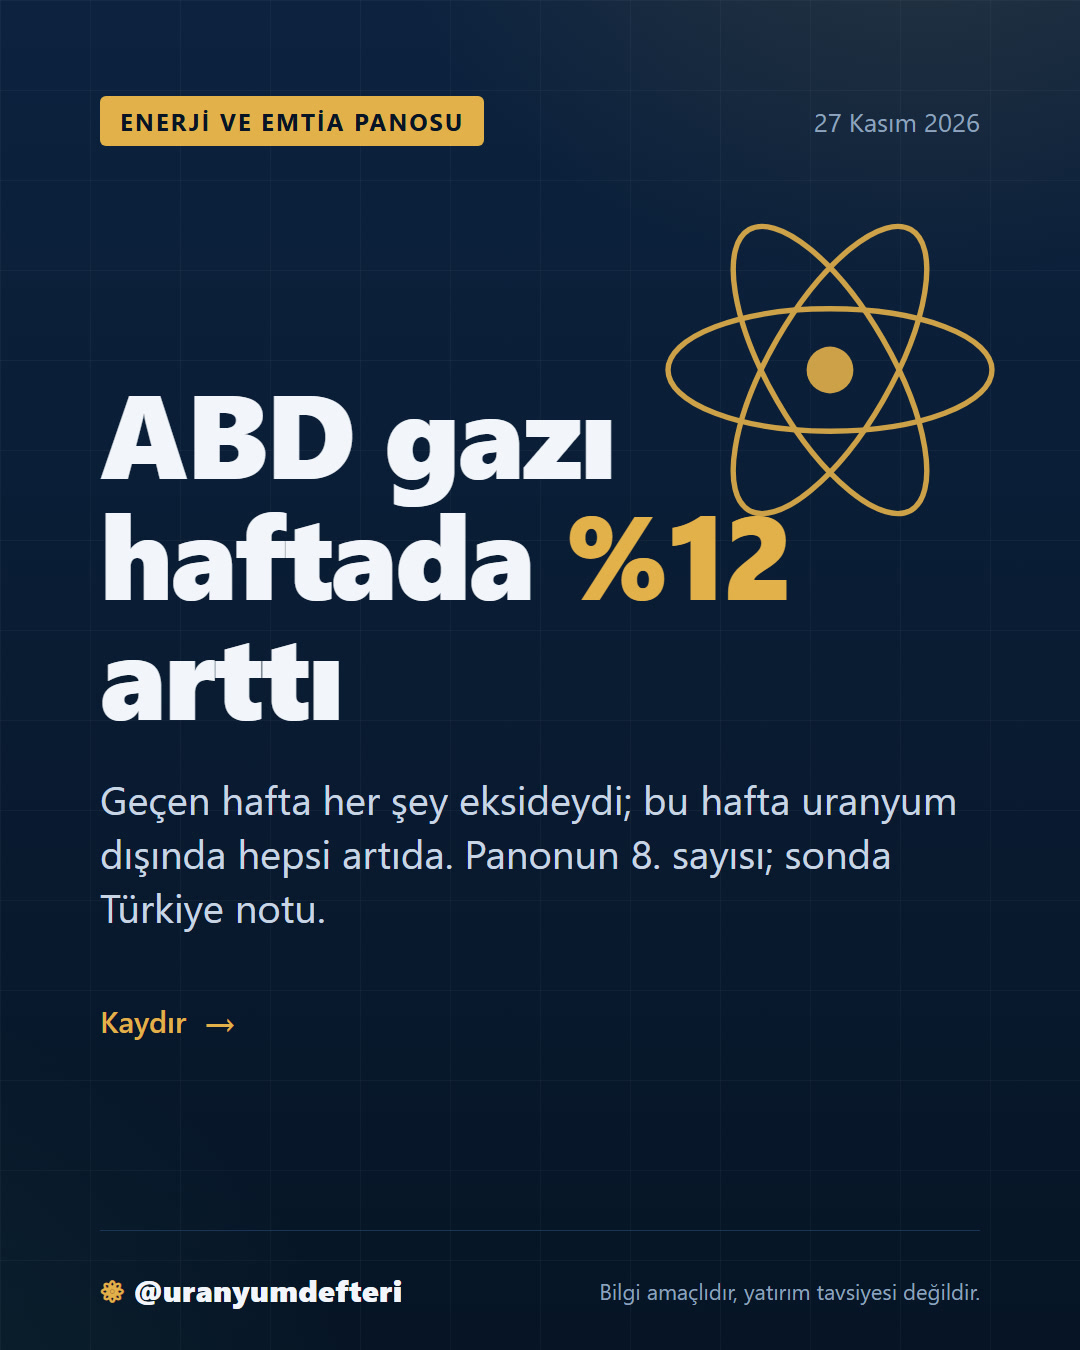 ENERJİ VE EMTİA PANOSU
27 Kasım 2026
ABD gazı
haftada %12
arttı
Geçen hafta her şey eksideydi; bu hafta uranyum
dışında hepsi artıda. Panonun 8. sayısı; sonda
Türkiye notu.
Kaydır →
@uranyumdefteri
Bilgi amaçlıdır, yatırım tavsiyesi değildir.